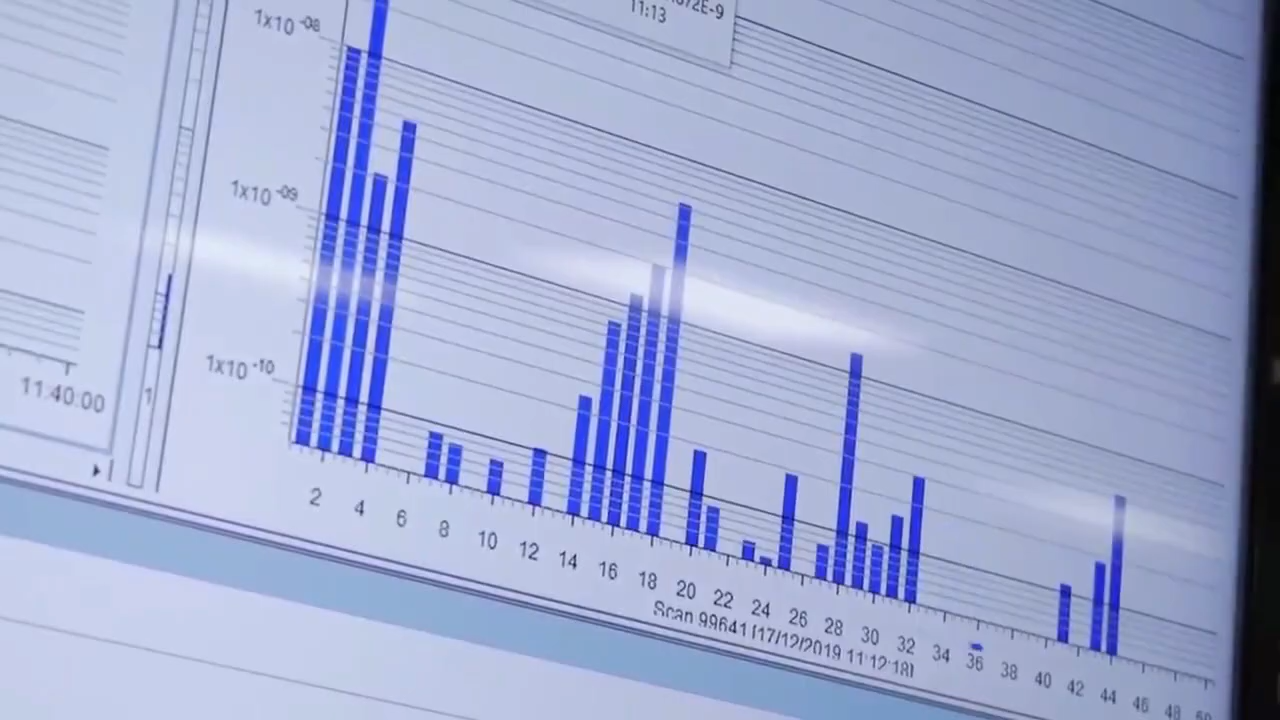 11:13
1x10 -08
1x10 -09
1x10 -10
11:40:00
1
2 4 6 8 10 12 14 16 18 20 22 24 26 28 30 32 34 36 38 40 42 44 46 48
Scan 99641 [17/12/2019 11:12:18]